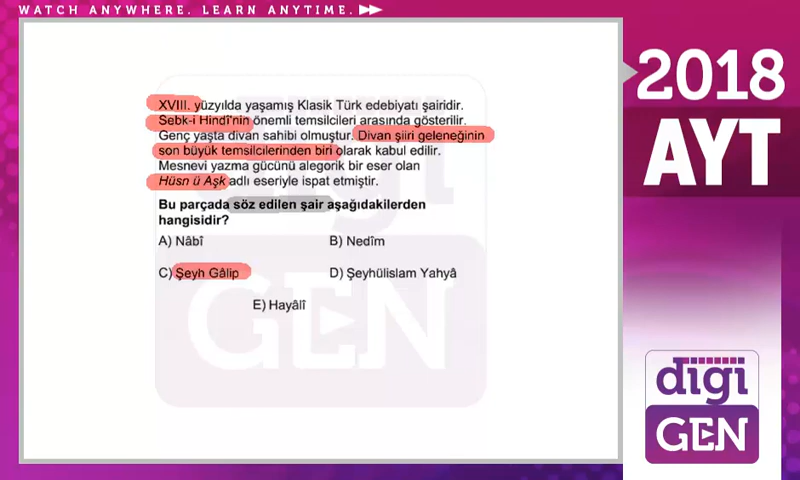 WATCH ANYWHERE. LEARN ANYTIME.
XVIII. yüzyılda yaşamış Klasik Türk edebiyatı şairidir.
Sebk-i Hindî'nin önemli temsilcileri arasında gösterilir.
Genç yaşta divan sahibi olmuştur. Divan şiiri geleneğinin
son büyük temsilcilerinden biri olarak kabul edilir.
Mesnevi yazma gücünü alegorik bir eser olan
Hüsn ü Aşk adlı eseriyle ispat etmiştir.
Bu parçada söz edilen şair aşağıdakilerden
hangisidir?
A) Nâbî B) Nedîm
C) Şeyh Gâlip D) Şeyhülislam Yahyâ
E) Hayâlî
digi
GEN
2018
AYT
digi
GEN